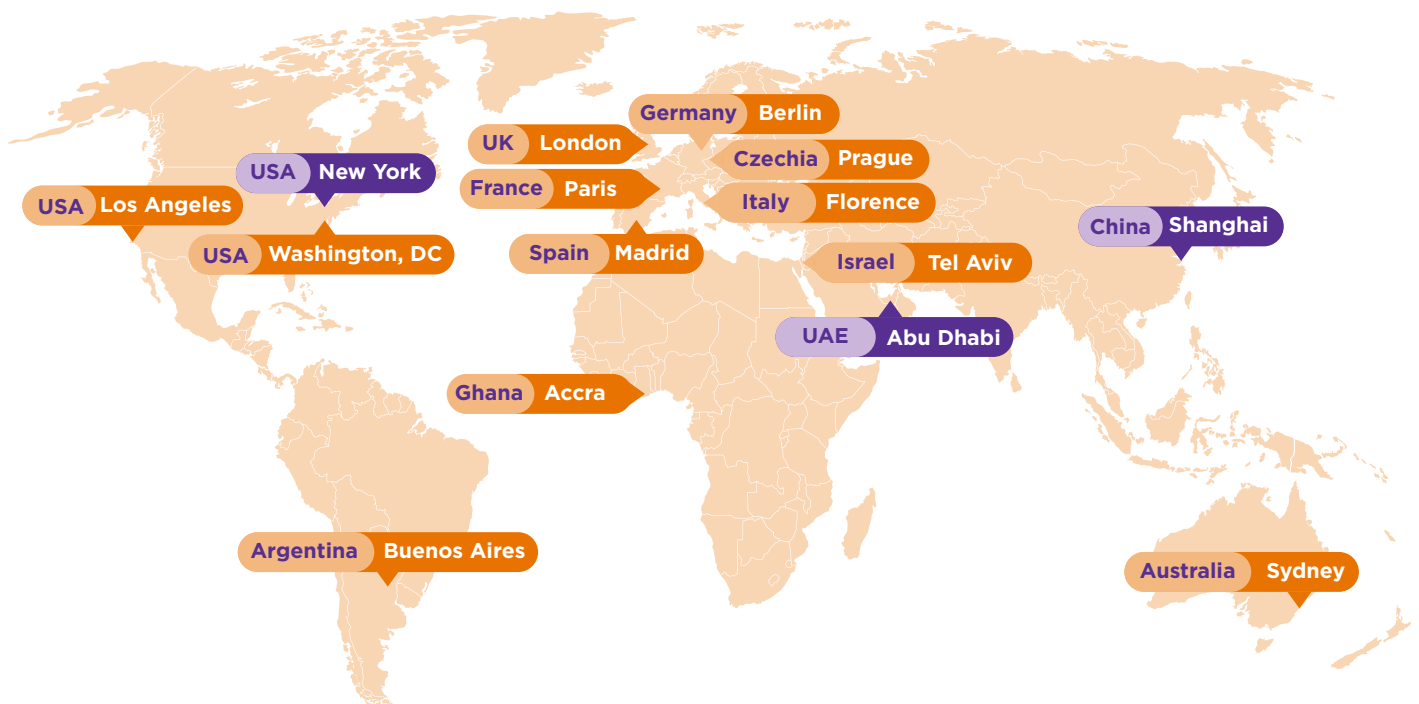 Germany Berlin
UK London
Czechia Prague
USA New York
France Paris
USA Los Angeles
Italy Florence
China Shanghai
USA Washington, DC
Spain Madrid
Israel Tel Aviv
UAE Abu Dhabi
Ghana Accra
Argentina Buenos Aires
Australia Sydney